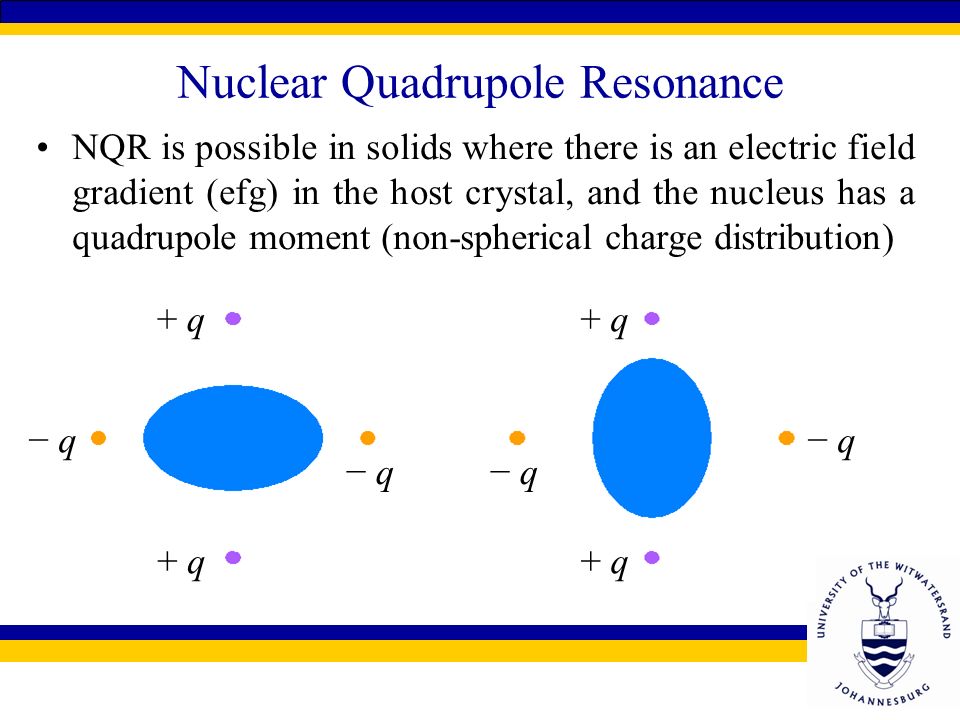 Nuclear Quadrupole Resonance
• NQR is possible in solids where there is an electric field
gradient (efg) in the host crystal, and the nucleus has a
quadrupole moment (non-spherical charge distribution)
+ q
+ q
− q
− q
− q
− q
+ q
+ q
UNIVERSITY OF THE WITWATERSRAND
JOHANNESBURG